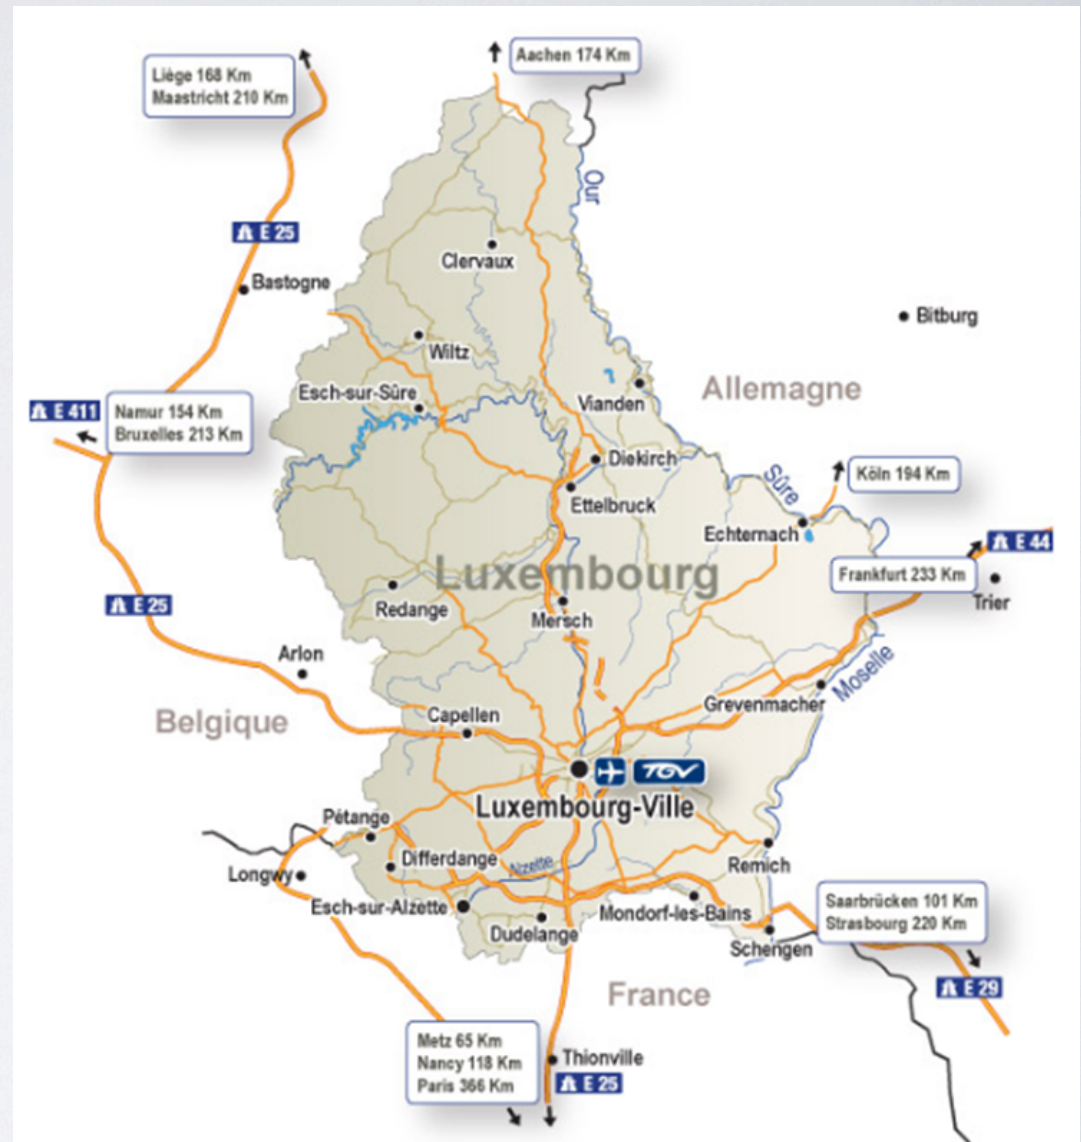 Aachen 174 Km
Liège 168 Km
Maastricht 210 Km
Our
E 25
Clervaux
Bastogne
Bitburg
Wiltz
Esch-sur-Sûre
Allemagne
Vianden
E 411
Namur 154 Km
Bruxelles 213 Km
Diekirch
Sûre
Köln 194 Km
Ettelbruck
Echternach
E 44
Luxembourg
Frankfurt 233 Km
Trier
E 25
Redange
Mersch
Arlon
Moselle
Grevenmacher
Belgique
Capellen
TGV
Luxembourg-Ville
Pétange
Differdange
Alzette
Remich
Longwy
Esch-sur-Alzette
Mondorf-les-Bains
Saarbrücken 101 Km
Strasbourg 220 Km
Dudelange
Schengen
E 29
France
Metz 65 Km
Nancy 118 Km
Paris 366 Km
Thionville
E 25